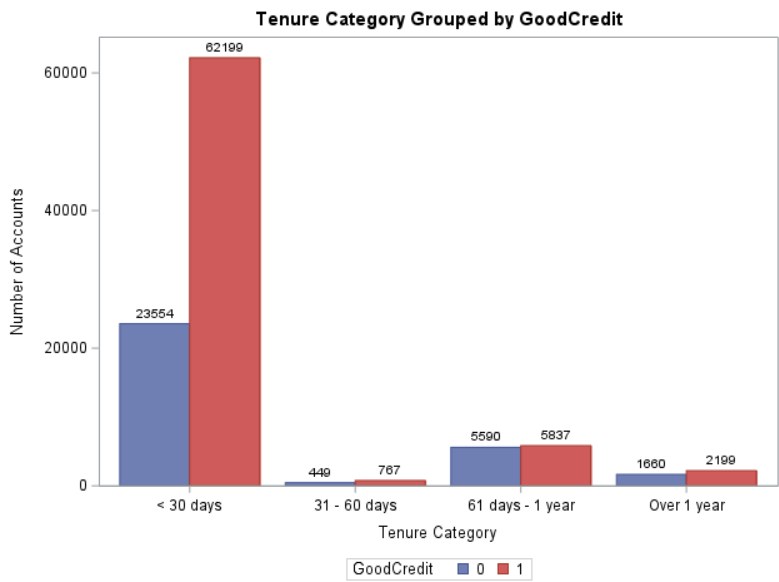 Tenure Category Grouped by GoodCredit
62199
60000
40000
Number of Accounts
23554
20000
5590
5837
1660
2199
449
767
0
< 30 days
31 - 60 days
61 days - 1 year
Over 1 year
Tenure Category
GoodCredit 0 1